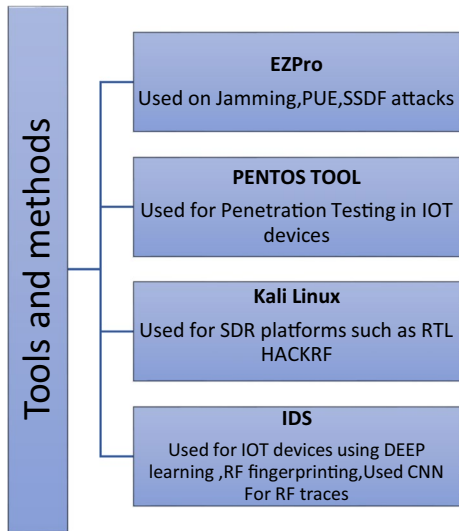 Tools and methods
EZPro
Used on Jamming,PUE,SSDF attacks
PENTOS TOOL
Used for Penetration Testing in IOT
devices
Kali Linux
Used for SDR platforms such as RTL
HACKRF
IDS
Used for IOT devices using DEEP
learning ,RF fingerprinting,Used CNN
For RF traces